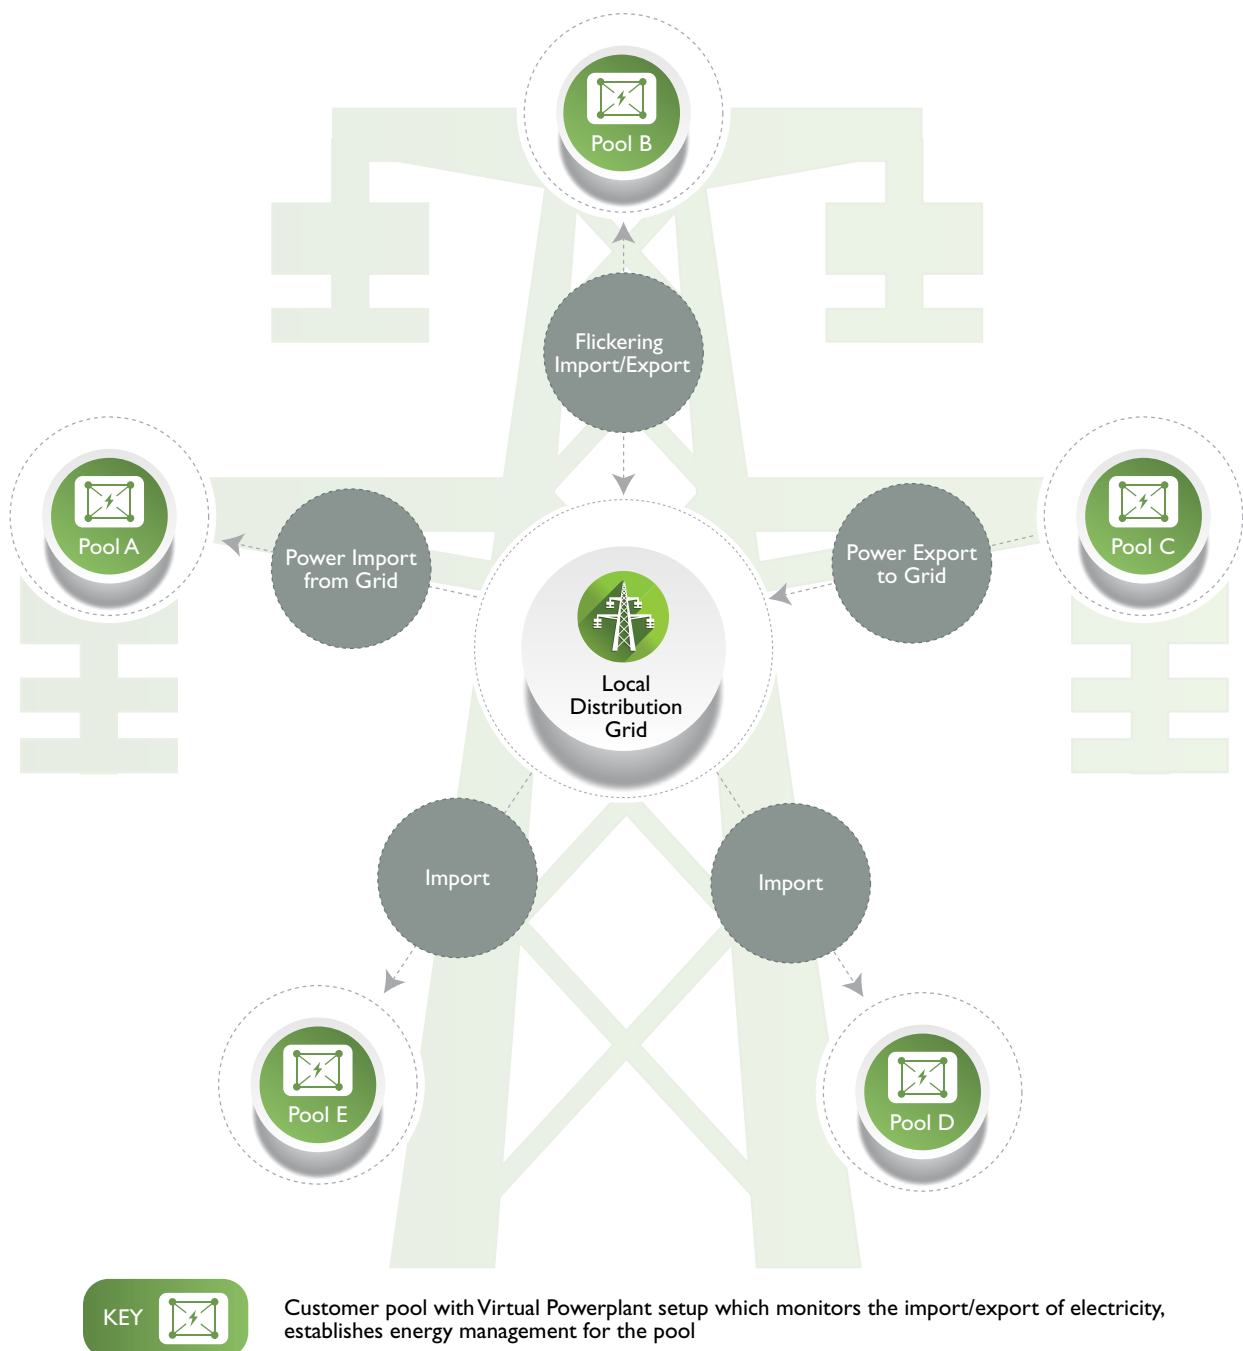 Pool B
Flickering
Import/Export
Pool A
Power Import
from Grid
Power Export
to Grid
Pool C
Local
Distribution
Grid
Import
Import
Pool E
Pool D
KEY
Customer pool with Virtual Powerplant setup which monitors the import/export of electricity,
establishes energy management for the pool